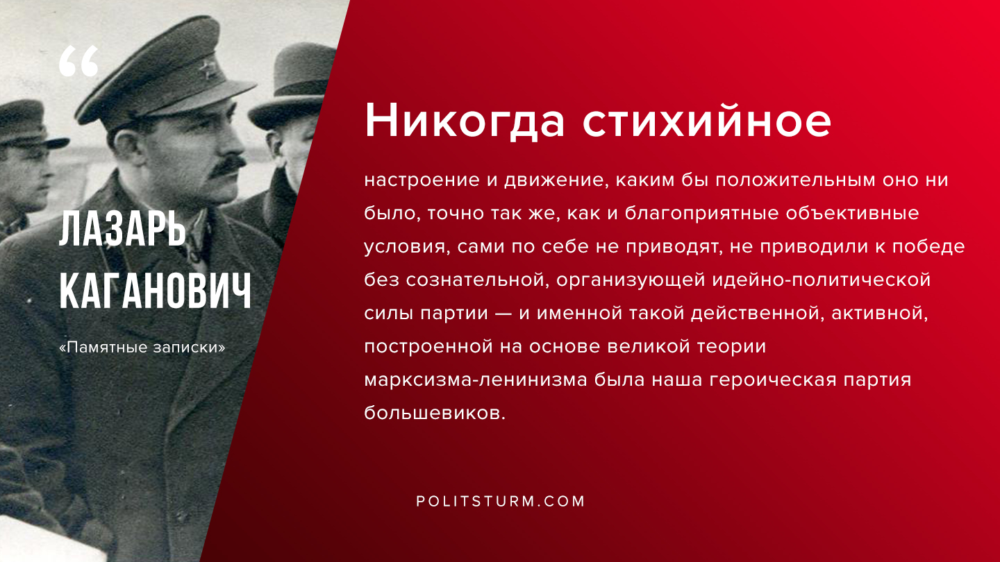 “
ЛАЗАРЬ
КАГАНОВИЧ
«Памятные записки»
Никогда стихийное
настроение и движение, каким бы положительным оно ни
было, точно так же, как и благоприятные объективные
условия, сами по себе не приводят, не приводили к победе
без сознательной, организующей идейно-политической
силы партии — и именной такой действенной, активной,
построенной на основе великой теории
марксизма-ленинизма была наша героическая партия
большевиков.
POLITSTURM.COM